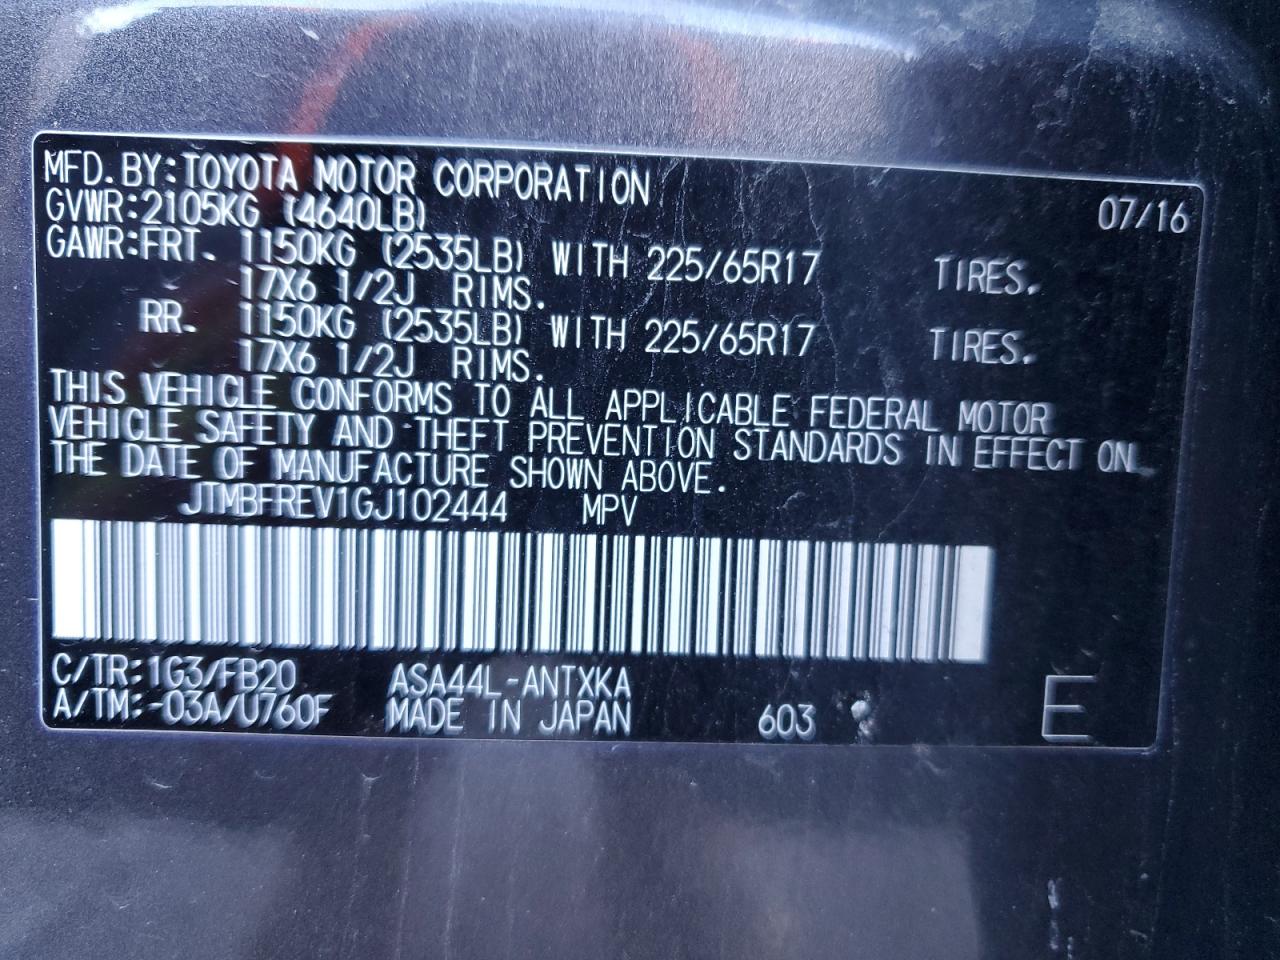 MFD. BY:TOYOTA MOTOR CORPORATION 07/16
GVWR:2105KG (4640LB)
GAWR:FRT. 1150KG (2535LB) WITH 225/65R17 TIRES.
17X6 1/2J RIMS.
RR. 1150KG (2535LB) WITH 225/65R17 TIRES.
17X6 1/2J RIMS.
THIS VEHICLE CONFORMS TO ALL APPLICABLE FEDERAL MOTOR
VEHICLE SAFETY AND THEFT PREVENTION STANDARDS IN EFFECT ON
THE DATE OF MANUFACTURE SHOWN ABOVE.
JTMBFREV1GJ102444 MPV
C/TR:1G3/FB20 ASA44L-ANTXKA
A/TM:-03A/U760F MADE IN JAPAN 603 E